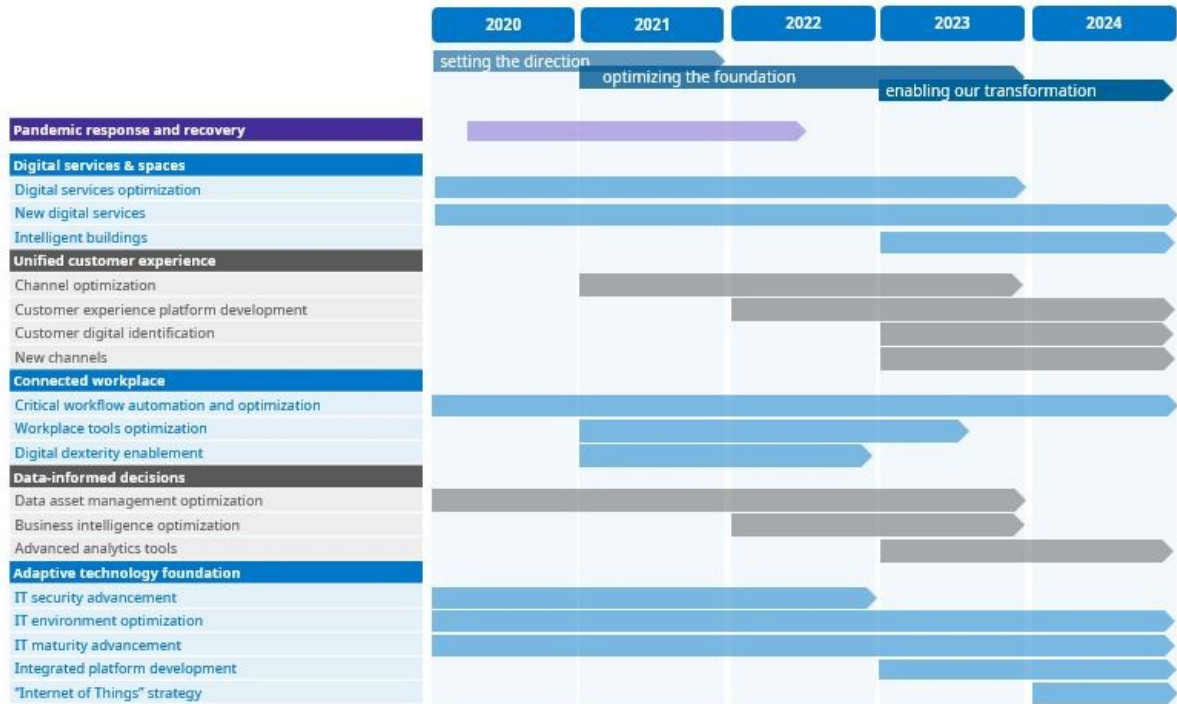 2020 2021 2022 2023 2024
setting the direction
optimizing the foundation
enabling our transformation
Pandemic response and recovery
Digital services & spaces
Digital services optimization
New digital services
Intelligent buildings
Unified customer experience
Channel optimization
Customer experience platform development
Customer digital identification
New channels
Connected workplace
Critical workflow automation and optimization
Workplace tools optimization
Digital dexterity enablement
Data-informed decisions
Data asset management optimization
Business intelligence optimization
Advanced analytics tools
Adaptive technology foundation
IT security advancement
IT environment optimization
IT maturity advancement
Integrated platform development
"Internet of Things" strategy